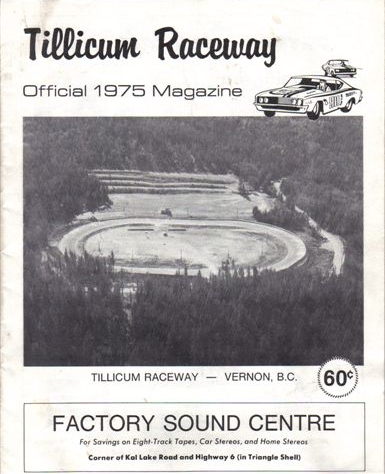 Tillicum Raceway
Official 1975 Magazine
TILLICUM RACEWAY — VERNON, B.C.
60¢
FACTORY SOUND CENTRE
For Savings on Eight-Track Tapes, Car Stereos, and Home Stereos
Corner of Kal Lake Road and Highway 6 (in Triangle Shell)